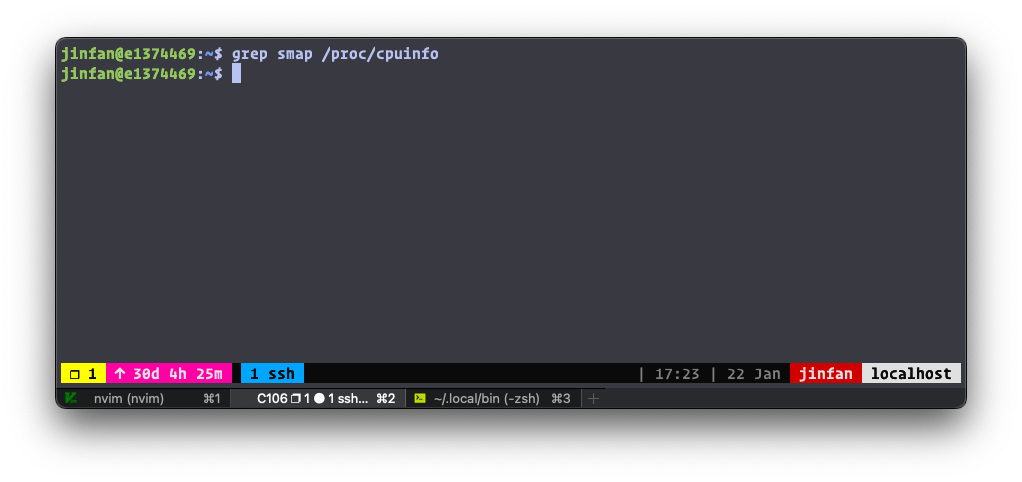 jinfan@e1374469:~$ grep smap /proc/cpuinfo
jinfan@e1374469:~$
❐ 1 ↑ 30d 4h 25m 1 ssh | 17:23 | 22 Jan jinfan localhost
nvim (nvim) ⌘1 C106 ❐ 1 ● 1 ssh... ⌘2 ~/.local/bin (-zsh) ⌘3 +